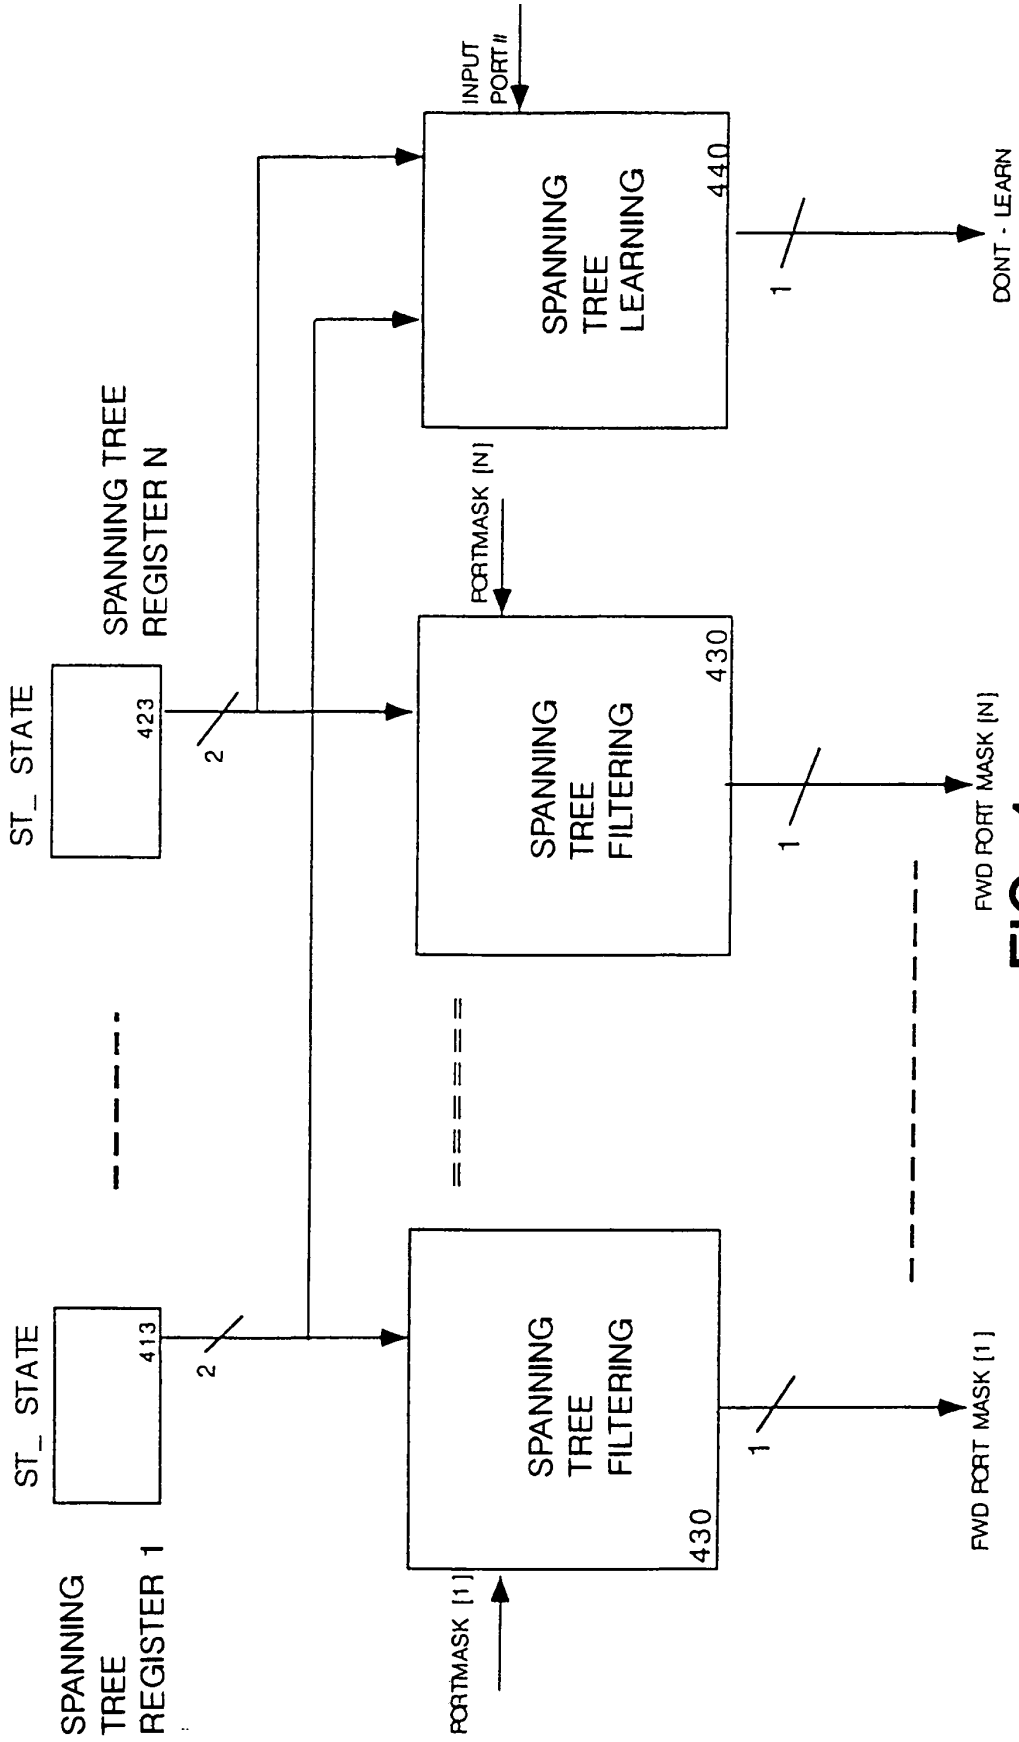 ST_ STATE
413
SPANNING
TREE
REGISTER 1
2
ST_ STATE
423
SPANNING TREE
REGISTER N
2
PORTMASK [1]
SPANNING
TREE
FILTERING
430
1
FWD PORT MASK [1]
PORTMASK [N]
SPANNING
TREE
FILTERING
430
1
FWD PORT MASK [N]
INPUT
PORT #
SPANNING
TREE
LEARNING
440
1
DONT - LEARN